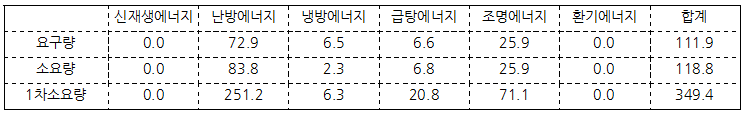 신재생에너지 난방에너지 냉방에너지 급탕에너지 조명에너지 환기에너지 합계
요구량 0.0 72.9 6.5 6.6 25.9 0.0 111.9
소요량 0.0 83.8 2.3 6.8 25.9 0.0 118.8
1차소요량 0.0 251.2 6.3 20.8 71.1 0.0 349.4